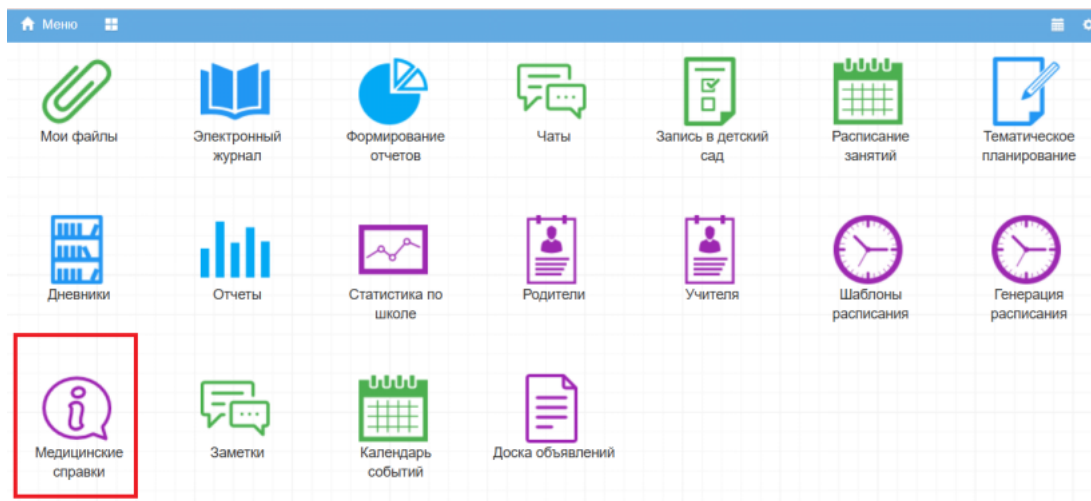 Меню
Мои файлы
Электронный
журнал
Формирование
отчетов
Чаты
Запись в детский
сад
Расписание
занятий
Тематическое
планирование
Дневники
Отчеты
Статистика по
школе
Родители
Учителя
Шаблоны
расписания
Генерация
расписания
Медицинские
справки
Заметки
Календарь
событий
Доска объявлений